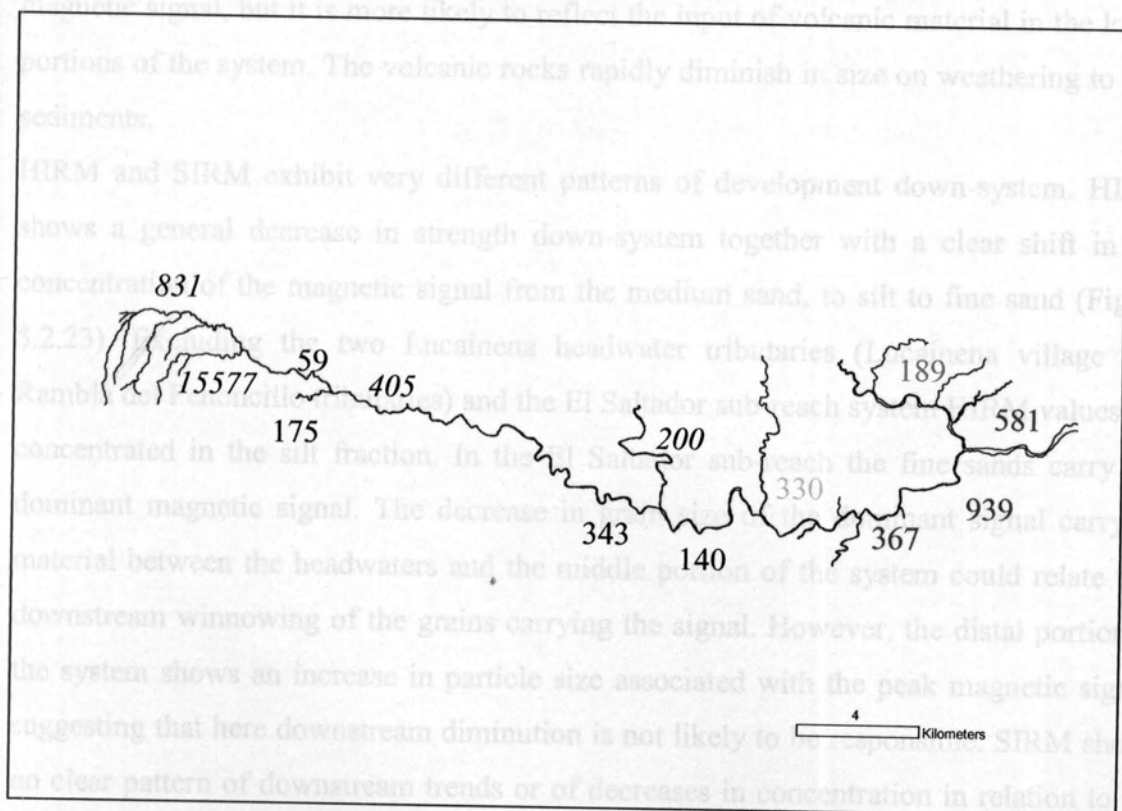 magnetic signal, but it is more likely to reflect the input of volcanic material in the
portions of the system. The volcanic rocks rapidly diminish in size on weathering to
sediments.
HIRM and SIRM exhibit very different patterns of development down-system.
shows a general decrease in strength down-system together with a clear shift in
concentration of the magnetic signal from the medium sand, to silt to fine sand
5.2.23). Excluding the two Lucainena headwater tributaries (Lucainena village
Rambla del tributaries) and the El Saltador sub-reach system HIRM values
concentrated in the silt fraction. In the El Saltador sub-reach the fine sands carry
dominant magnetic signal. The decrease in grain size of the dominant signal
material between the headwaters and the middle portion of the system could relate
downstream winnowing of the grains carrying the signal. However, the distal portion
the system shows an increase in particle size associated with the peak magnetic
suggesting that here downstream diminution is not likely to be responsible. SIRM
no clear pattern of downstream trends or of decreases in concentration in relation to
831
15577
59
175
405
343
200
140
330
189
581
367
939
4
Kilometers